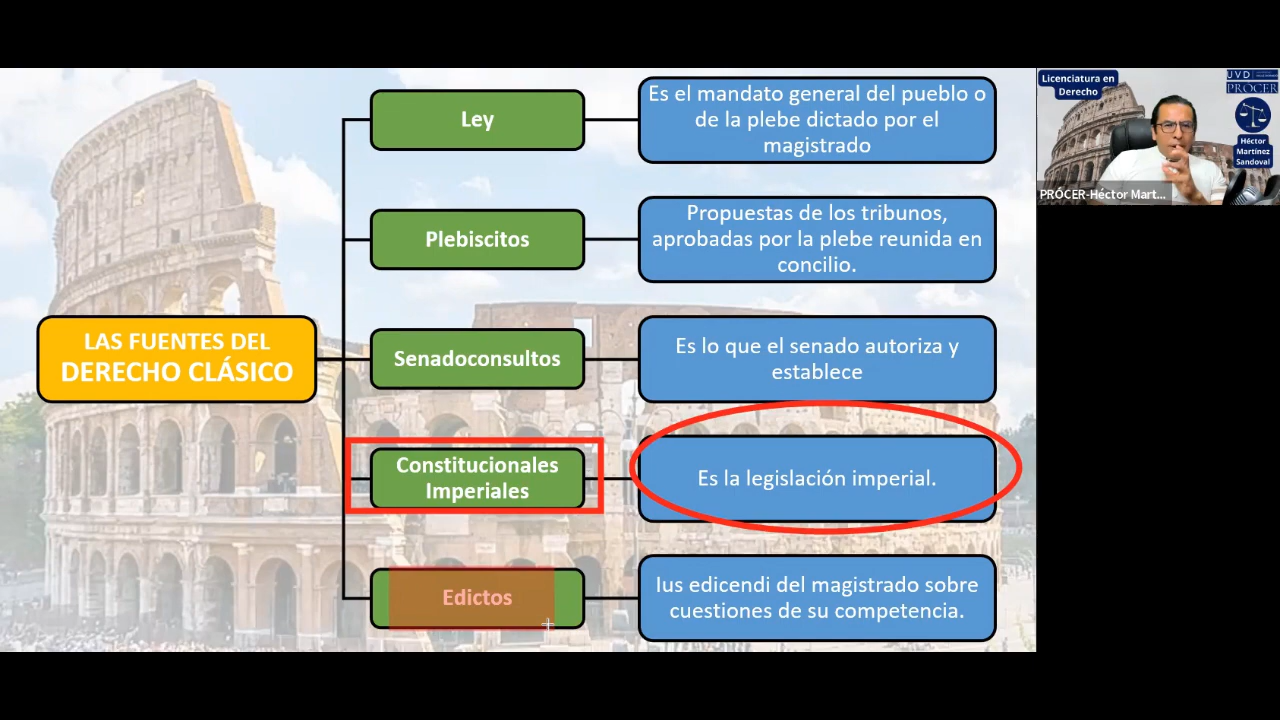 LAS FUENTES DEL
DERECHO CLÁSICO
Ley
Es el mandato general del pueblo o
de la plebe dictado por el
magistrado
Plebiscitos
Propuestas de los tribunos,
aprobadas por la plebe reunida en
concilio.
Senadoconsultos
Es lo que el senado autoriza y
establece
Constitucionales
Imperiales
Es la legislación imperial.
Edictos
Ius edicendi del magistrado sobre
cuestiones de su competencia.
Licenciatura en
Derecho
UVD
PRÓCER
Héctor
Martínez
Sandoval
PRÓCER-Héctor Mart...